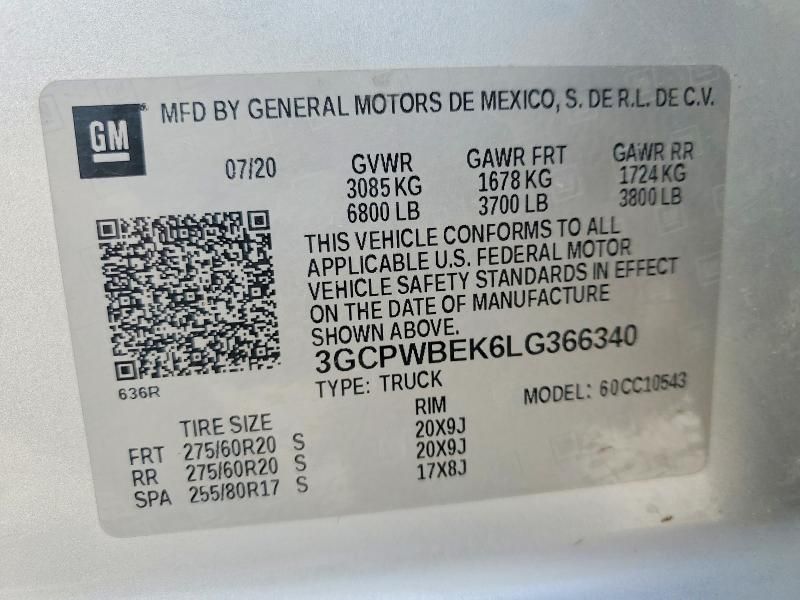 GM MFD BY GENERAL MOTORS DE MEXICO, S. DE R.L. DE C.V.
07/20 GVWR GAWR FRT GAWR RR
3085 KG 1678 KG 1724 KG
6800 LB 3700 LB 3800 LB
THIS VEHICLE CONFORMS TO ALL
APPLICABLE U.S. FEDERAL MOTOR
VEHICLE SAFETY STANDARDS IN EFFECT
ON THE DATE OF MANUFACTURE
SHOWN ABOVE.
3GCPWBEK6LG366340
636R
TYPE: TRUCK MODEL: 60CC10543
TIRE SIZE RIM
FRT 275/60R20 S 20X9J
RR 275/60R20 S 20X9J
SPA 255/80R17 S 17X8J